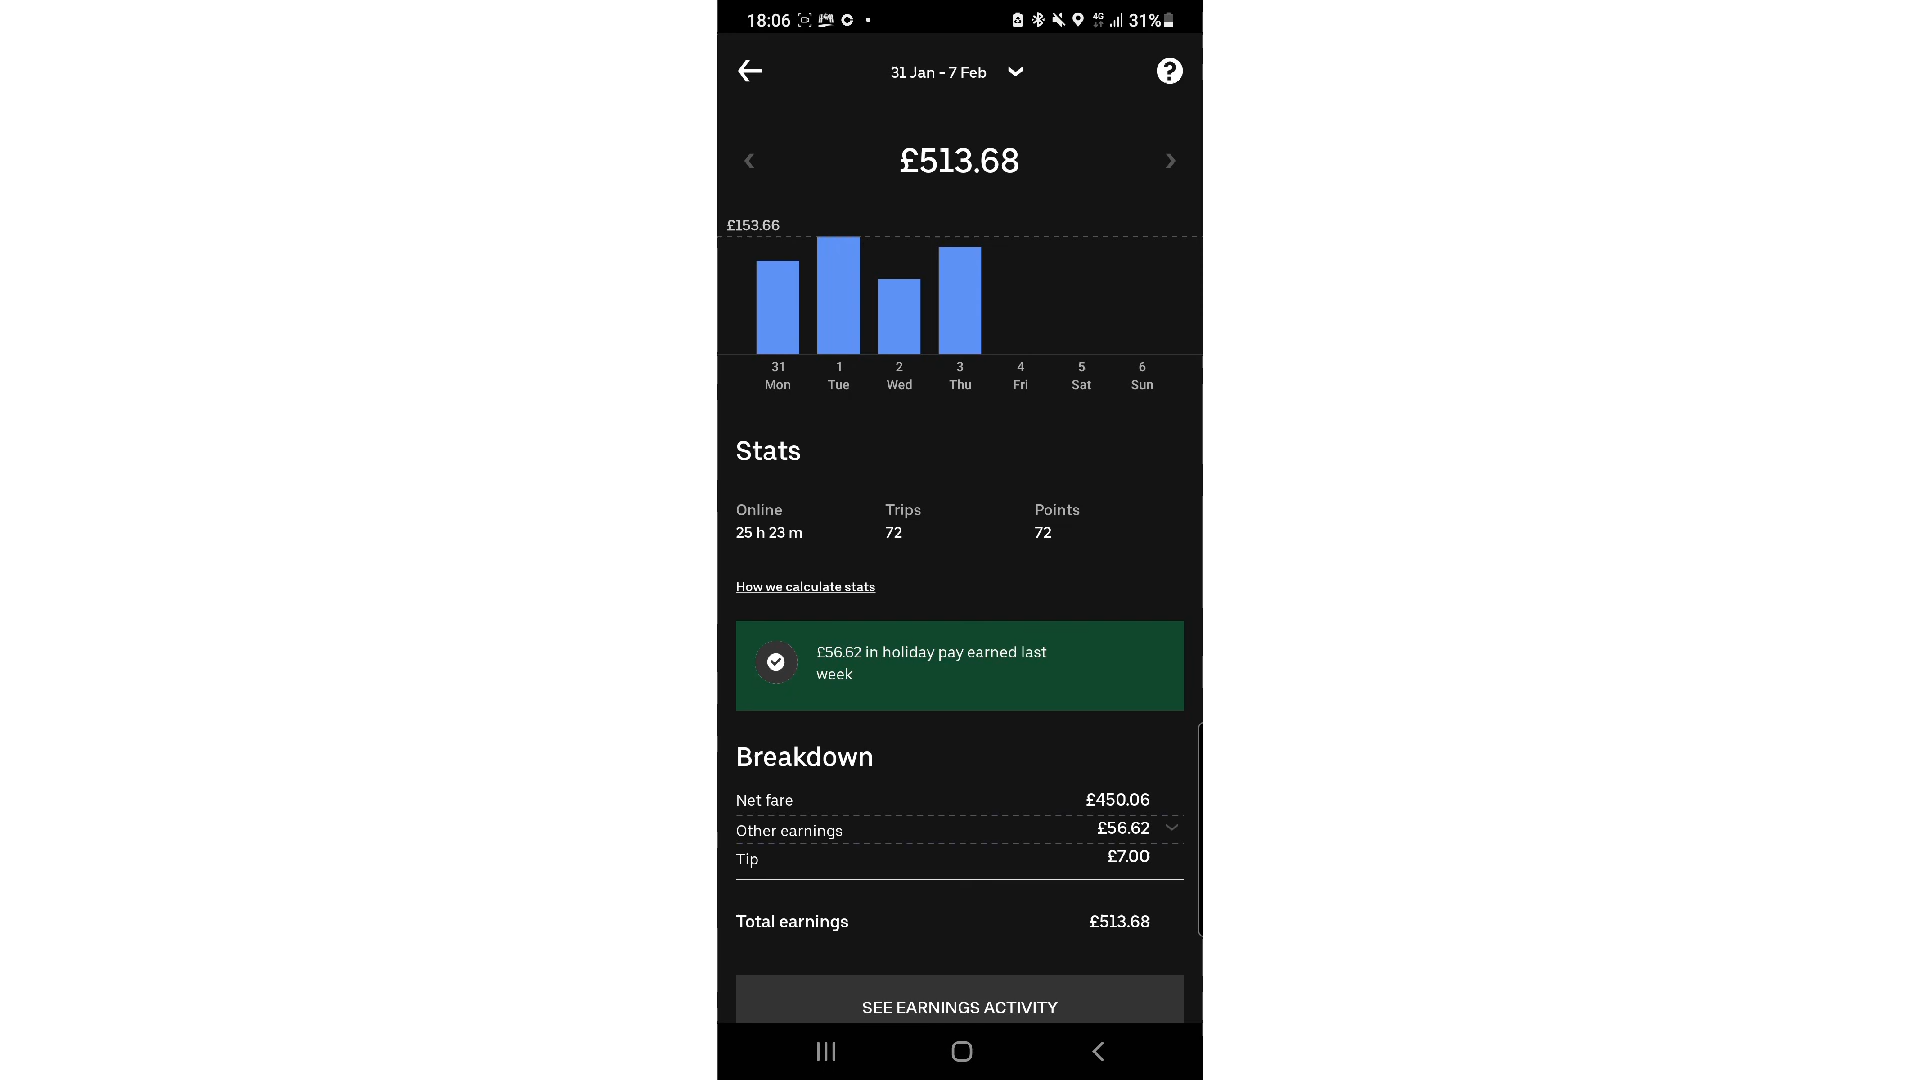 18:06 4G 31%
31 Jan - 7 Feb ?
£513.68
£153.66
31 1 2 3 4 5 6
Mon Tue Wed Thu Fri Sat Sun
Stats
Online Trips Points
25 h 23 m 72 72
How we calculate stats
£56.62 in holiday pay earned last
week
Breakdown
Net fare £450.06
Other earnings £56.62
Tip £7.00
Total earnings £513.68
SEE EARNINGS ACTIVITY